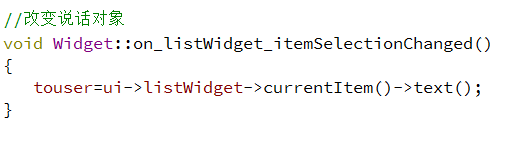 //改变说话对象
void Widget::on_listWidget_itemSelectionChanged()
{
touser=ui->listWidget->currentItem()->text();
}